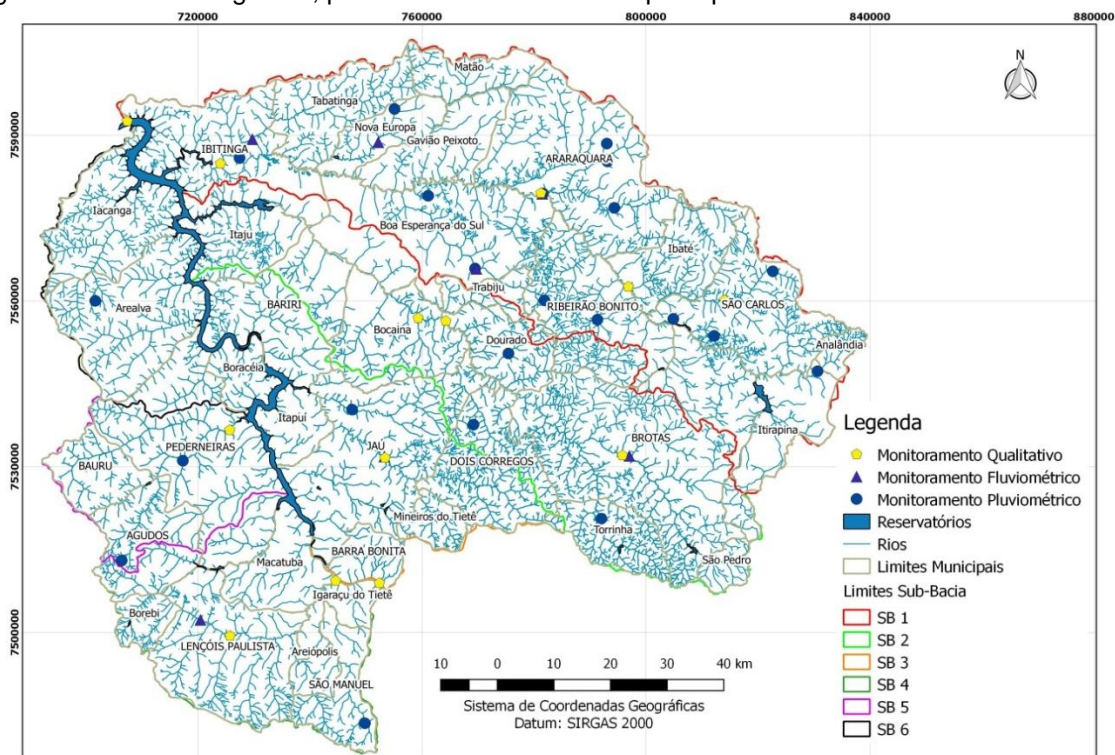 720000
760000
800000
840000
880000
N
Matão
Tabatinga
Nova Europa
Gavião Peixoto
7590000
IBITINGA
ARARAQUARA
Iacanga
Boa Esperança do Sul
Itaju
Ibaté
Trabiju
7560000
Arealva
BARIRI
RIBEIRÃO BONITO
SÃO CARLOS
Bocaina
Dourado
Analândia
Boracéia
Itapuí
Itirapina
PEDERNEIRAS
JAÚ
BROTAS
BAURU
DOIS CÓRREGOS
7530000
Mineiros do Tietê
Torrinha
AGUDOS
BARRA BONITA
São Pedro
Macatuba
Igaraçu do Tietê
Borebi
7500000
LENÇÓIS PAULISTA
Areiópolis
SÃO MANUEL
Legenda
Monitoramento Qualitativo
Monitoramento Fluviométrico
Monitoramento Pluviométrico
Reservatórios
Rios
Limites Municipais
Limites Sub-Bacia
SB 1
SB 2
SB 3
SB 4
SB 5
SB 6
10 0 10 20 30 40 km
Sistema de Coordenadas Geográficas
Datum: SIRGAS 2000